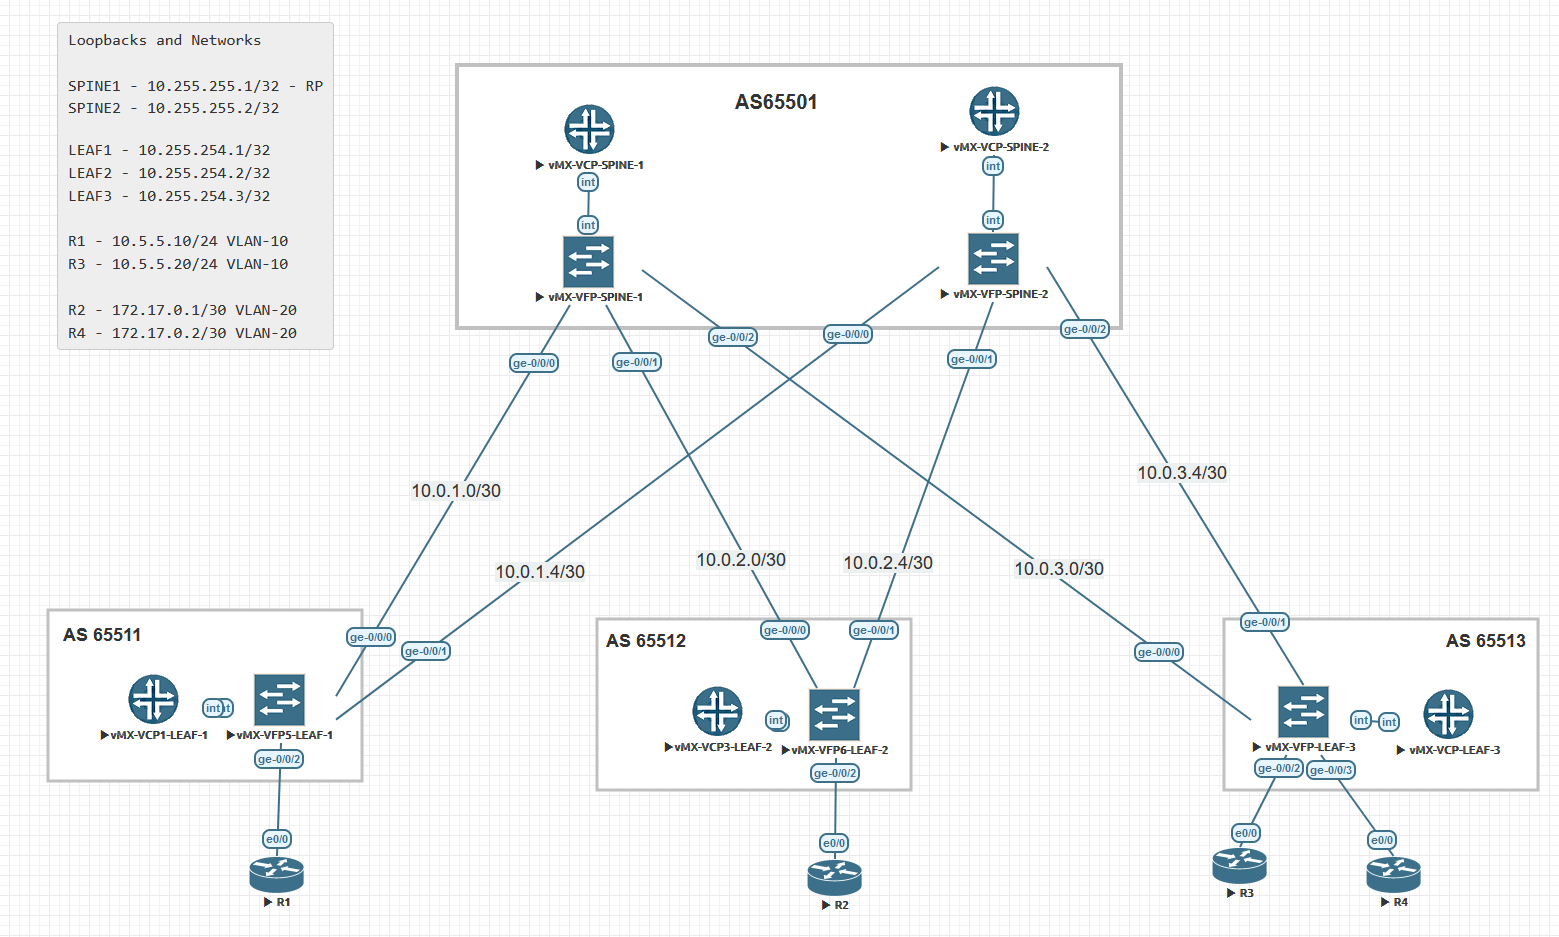 Loopbacks and Networks
SPINE1 - 10.255.255.1/32 - RP
SPINE2 - 10.255.255.2/32
LEAF1 - 10.255.254.1/32
LEAF2 - 10.255.254.2/32
LEAF3 - 10.255.254.3/32
R1 - 10.5.5.10/24 VLAN-10
R3 - 10.5.5.20/24 VLAN-10
R2 - 172.17.0.1/30 VLAN-20
R4 - 172.17.0.2/30 VLAN-20
AS65501
vMX-VCP-SPINE-1
vMX-VCP-SPINE-2
int
int
int
int
vMX-VFP-SPINE-1
vMX-VFP-SPINE-2
ge-0/0/0
ge-0/0/1
ge-0/0/2
ge-0/0/0
ge-0/0/1
ge-0/0/2
10.0.1.0/30
10.0.1.4/30
10.0.2.0/30
10.0.2.4/30
10.0.3.0/30
10.0.3.4/30
AS 65511
ge-0/0/0
ge-0/0/1
int
vMX-VCP1-LEAF-1
vMX-VFP5-LEAF-1
ge-0/0/2
e0/0
R1
AS 65512
ge-0/0/0
ge-0/0/1
int
vMX-VCP3-LEAF-2
vMX-VFP6-LEAF-2
ge-0/0/2
e0/0
R2
AS 65513
ge-0/0/0
ge-0/0/1
int
int
vMX-VFP-LEAF-3
vMX-VCP-LEAF-3
ge-0/0/2
ge-0/0/3
e0/0
e0/0
R3
R4